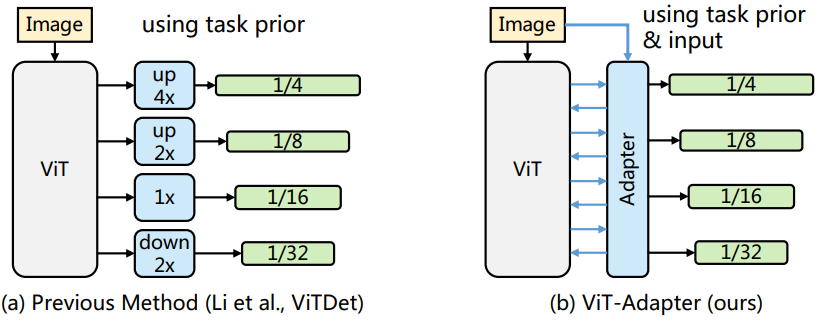 Image
using task prior
ViT
up
4x
1/4
up
2x
1/8
1x
1/16
down
2x
1/32
(a) Previous Method (Li et al., ViTDet)
Image
using task prior
& input
ViT
Adapter
1/4
1/8
1/16
1/32
(b) ViT-Adapter (ours)